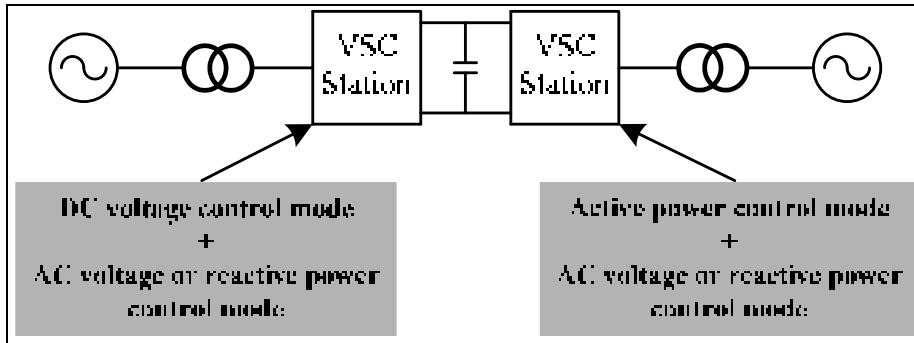 VSC
Station
VSC
Station
DC voltage control mode
+
AC voltage or reactive power
control mode
Active power control mode
+
AC voltage or reactive power
control mode